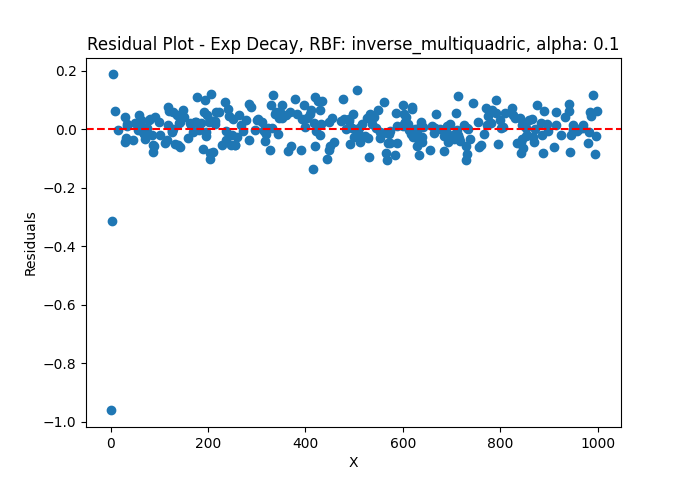 Residual Plot - Exp Decay, RBF: inverse_multiquadric, alpha: 0.1
0.2
0.0
−0.2
−0.4
−0.6
−0.8
−1.0
Residuals
0 200 400 600 800 1000
X